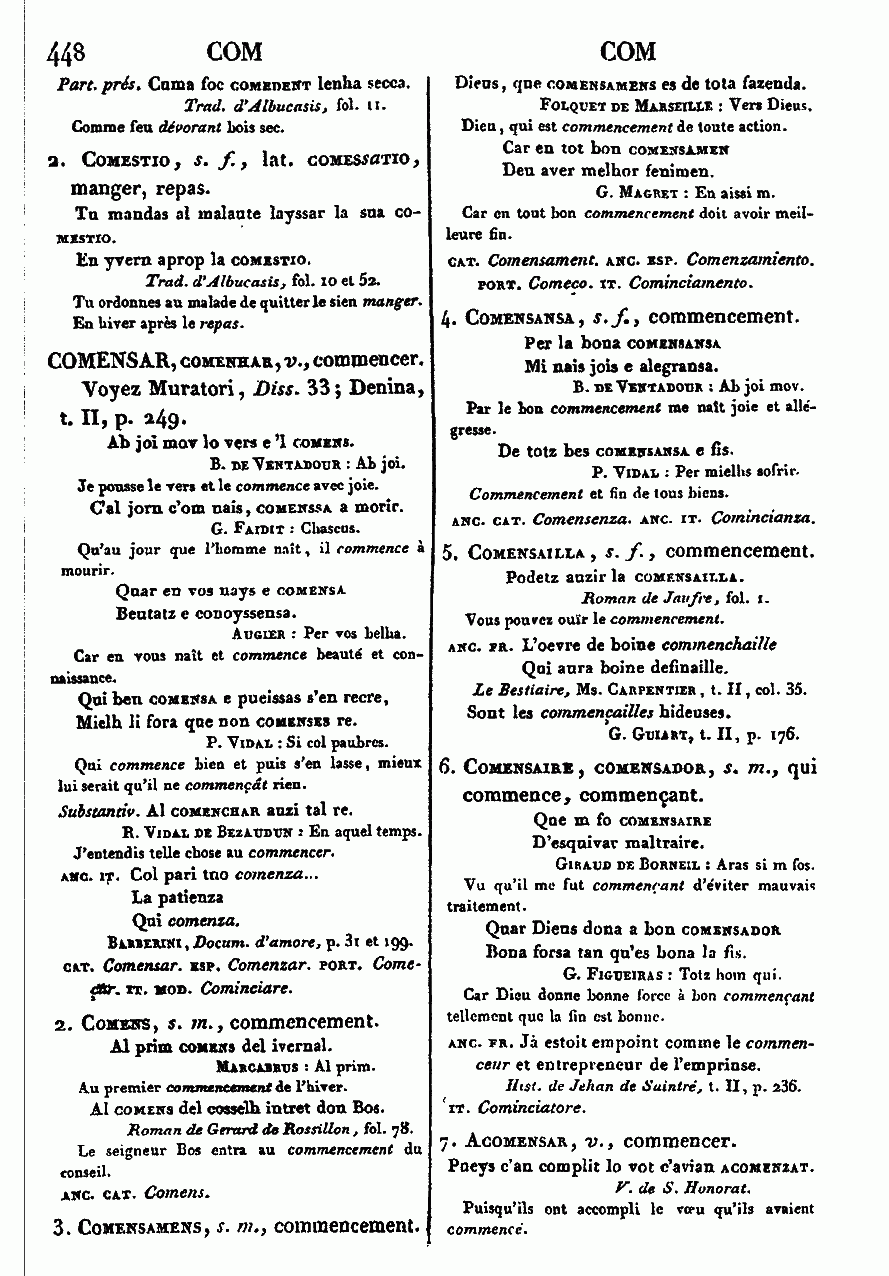 448 COM COM
Part. prés. Cuma foc COMEDENT lenha secca.
Trad. d'Albucasis, fol. 11.
Comme feu dévorant bois sec.
2. COMESTIO, s. f., lat. COMESSATIO,
manger, repas.
Tu mandas al malaute layssar la sua CO-
MESTIO.
En yvern aprop la COMESTIO.
Trad. d'Albucasis, fol. 10 et 52.
Tu ordonnes au malade de quitter le sien manger.
En hiver après le repas.
COMENSAR, COMENHAR, v., commencer.
Voyez Muratori, Diss. 33; Denina,
t. II, p. 249.
Ab joi mov lo vers e 'l COMENS.
B. DE VENTADOUR : Ab joi.
Je pousse le vers et le commence avec joie.
C'al jorn c'om nais, COMENSSA a morir.
G. FAIDIT : Chascus.
Qu'au jour que l'homme naît, il commence à
mourir.
Quar en vos nays e COMENSA
Beutatz e conoyssensa.
AUGIER : Per vos belha.
Car en vous naît et commence beauté et con-
naissance.
Qui ben COMENSA e pueissas s'en recre,
Mielh li fora que non COMENSES re.
P. VIDAL : Si col paubres.
Qui commence bien et puis s'en lasse, mieux
lui serait qu'il ne commençât rien.
Substantiv. Al COMENCHAR auzi tal re.
R. VIDAL DE BEZAUDUN : En aquel temps.
J'entendis telle chose au commencer.
ANC. IT. Col pari tuo comenza...
La patienza
Qui comenza.
BARBERINI, Docum. d'amore, p. 31 et 199.
CAT. Comensar. ESP. Comenzar. PORT. Come-
çar. IT. MOD. Cominciare.
2. COMENS, s. m., commencement.
Al prim COMENS del ivernal.
MARCABRUS : Al prim.
Au premier commencement de l'hiver.
Al COMENS del cosselh intret don Bos.
Roman de Gerard de Rossillon, fol. 78.
Le seigneur Bos entra au commencement du
conseil.
ANC. CAT. Comens.
3. COMENSAMENS, s. m., commencement.
Dieus, que COMENSAMENS es de tota fazenda.
FOLQUET DE MARSEILLE : Vers Dieus.
Dieu, qui est commencement de toute action.
Car en tot bon COMENSAMEN
Deu aver melhor fenimen.
G. MAGRET : En aissi m.
Car en tout bon commencement doit avoir meil-
leure fin.
CAT. Comensament. ANC. ESP. Comenzamiento.
PORT. Começo. IT. Cominciamento.
4. COMENSANSA, s. f., commencement.
Per la bona COMENSANSA
Mi nais jois e alegransa.
B. DE VENTADOUR : Ab joi mov.
Par le bon commencement me naît joie et allé-
gresse.
De totz bes COMENSANSA e fis.
P. VIDAL : Per mielhs sofrir.
Commencement et fin de tous biens.
ANC. CAT. Comensenza. ANC. IT. Comincianza.
5. COMENSAILLA, s. f., commencement.
Podetz auzir la COMENSAILLA.
Roman de Jaufre, fol. 1.
Vous pouvez ouïr le commencement.
ANC. FR. L'oevre de boine commenchaille
Qui aura boine definaille.
Le Bestiaire, Ms. CARPENTIER, t. II, col. 35.
Sont les commençailles hideuses.
G. GUIART, t. II, p. 176.
6. COMENSAIRE, COMENSADOR, s. m., qui
commence, commençant.
Que m fo COMENSAIRE
D'esquivar maltraire.
GIRAUD DE BORNEIL : Aras si m fos.
Vu qu'il me fut commençant d'éviter mauvais
traitement.
Quar Dieus dona a bon COMENSADOR
Bona forsa tan qu'es bona la fis.
G. FIGUEIRAS : Totz hom qui.
Car Dieu donne bonne force à bon commençant
tellement que la fin est bonne.
ANC. FR. Jà estoit empoint comme le commen-
ceur et entrepreneur de l'emprinse.
Hist. de Jehan de Saintré, t. II, p. 236.
IT. Cominciatore.
7. ACOMENSAR, v., commencer.
Pueys c'an complit lo vot c'avian ACOMENZAT.
V. de S. Honorat.
Puisqu'ils ont accompli le vœu qu'ils avaient
commencé.